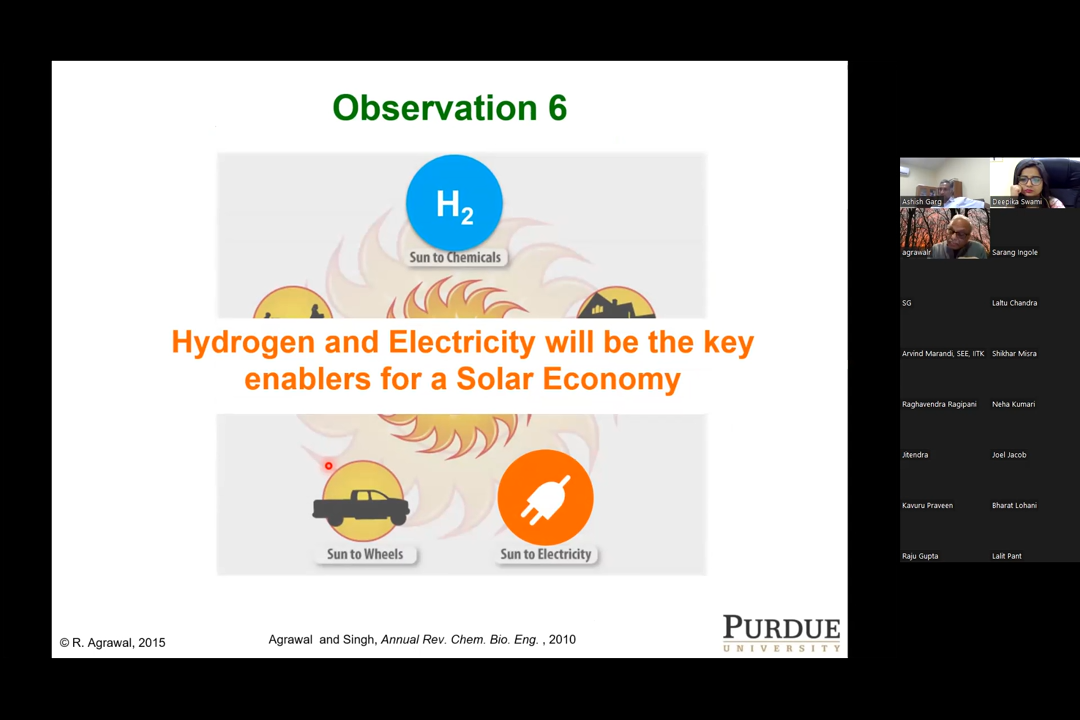 Observation 6
H2
Sun to Chemicals
Hydrogen and Electricity will be the key
enablers for a Solar Economy
Sun to Wheels
Sun to Electricity
© R. Agrawal, 2015
Agrawal and Singh, Annual Rev. Chem. Bio. Eng. , 2010
PURDUE
UNIVERSITY
Ashish Garg
Deepika Swami
agrawalr
Sarang Ingole
SG
Laltu Chandra
Arvind Marandi, SEE, IITK
Shikhar Misra
Raghavendra Ragipani
Neha Kumari
Jitendra
Joel Jacob
Kavuru Praveen
Bharat Lohani
Raju Gupta
Lalit Pant